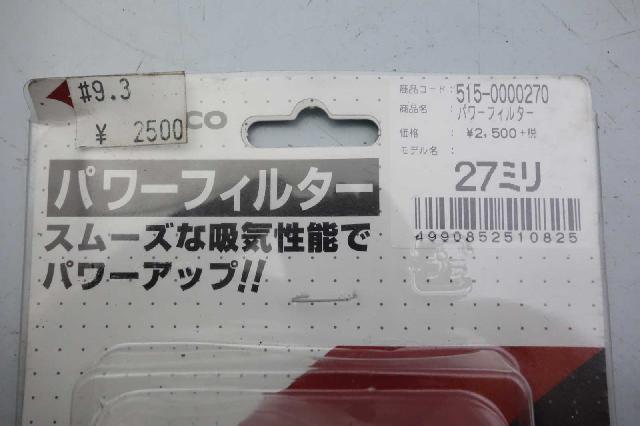 #9.3
¥ 2500
co
パワーフィルター
スムーズな吸気性能で
パワーアップ!!
商品コード: 515-0000270
商品名: パワーフィルター
価格: ¥2,500+税
モデル名:
27ミリ
4990852510825